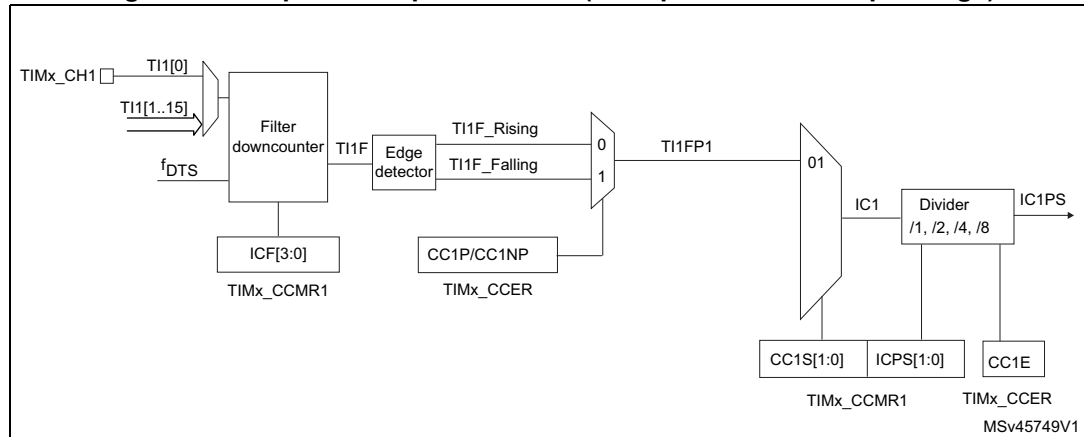 TI1[0]
TIMx_CH1
TI1[1..15]
fDTS
Filter
downcounter
TI1F
Edge
detector
TI1F_Rising
TI1F_Falling
0
1
TI1FP1
01
IC1
Divider
/1, /2, /4, /8
IC1PS
ICF[3:0]
TIMx_CCMR1
CC1P/CC1NP
TIMx_CCER
CC1S[1:0]
ICPS[1:0]
CC1E
TIMx_CCMR1
TIMx_CCER
MSv45749V1